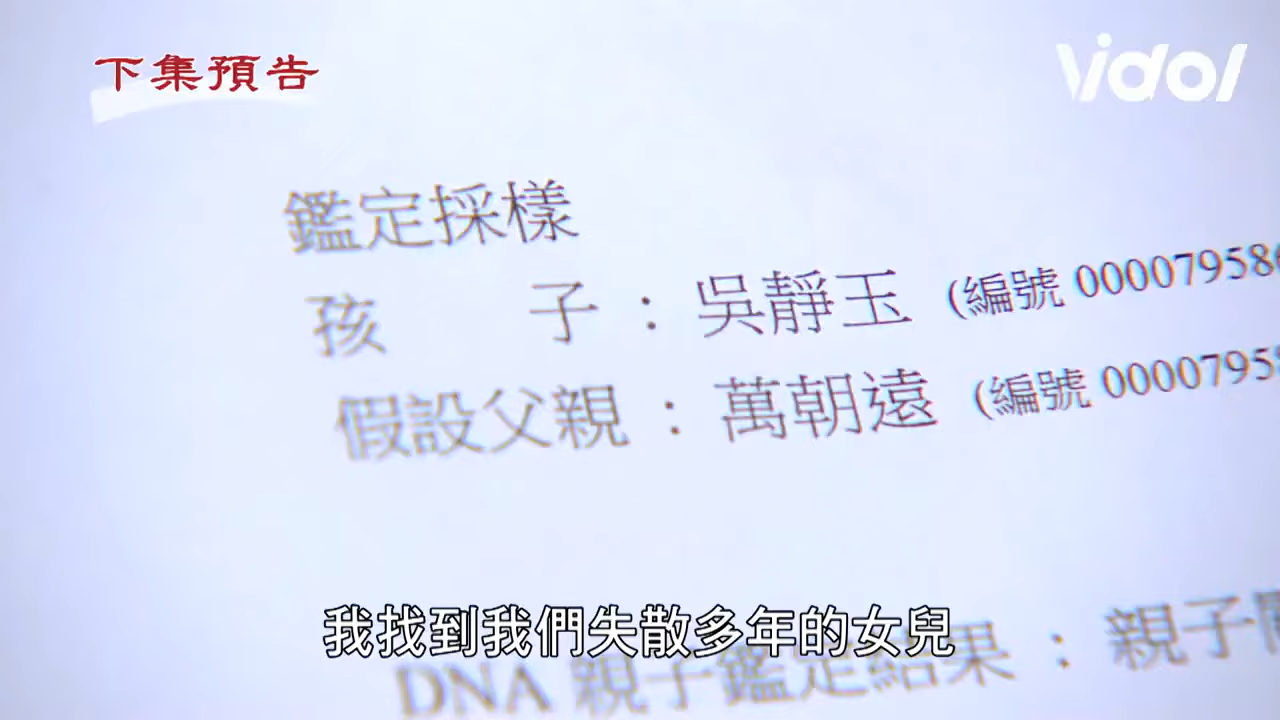 下集預告
Vidol
鑑定採樣
孩 子：吳靜玉 (編號 00007958
假設父親：萬朝遠 (編號 0000795
我找到我們失散多年的女兒
DNA 親子鑑定結果：親子